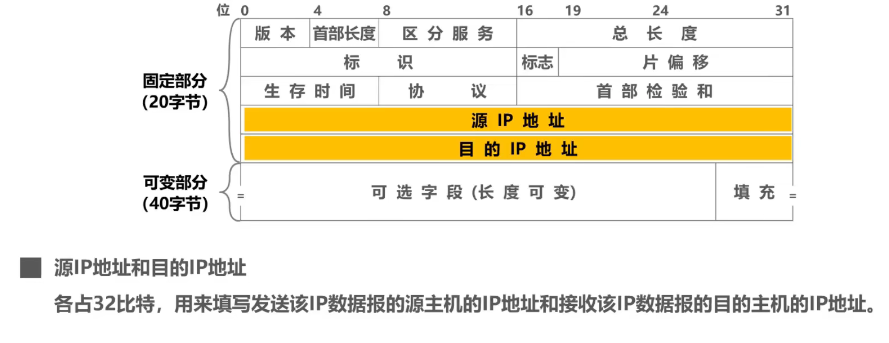 位 0 4 8 16 19 24 31
版本 首部长度 区分服务 总长度
标识 标志 片偏移
固定部分
(20字节)
生存时间 协议 首部检验和
源 IP 地址
目的 IP 地址
可变部分
(40字节)
可选字段 (长度可变) 填充
源IP地址和目的IP地址
各占32比特，用来填写发送该IP数据报的源主机的IP地址和接收该IP数据报的目的主机的IP地址。